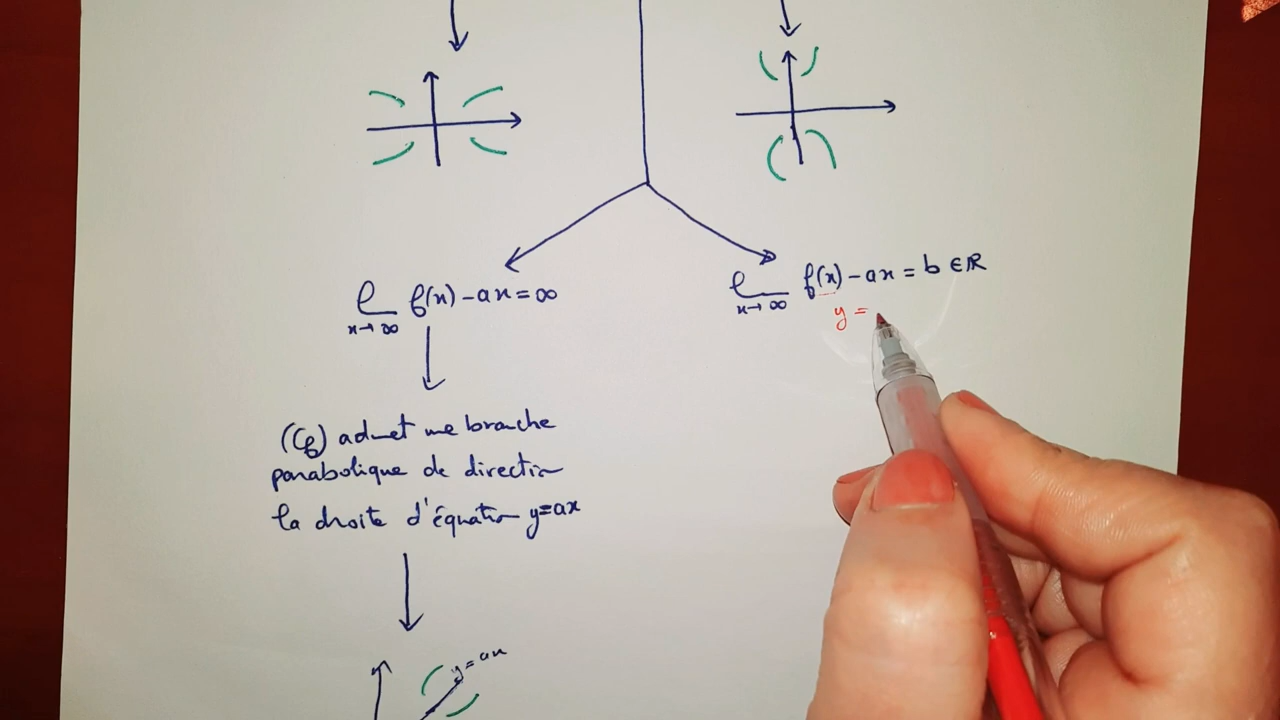 lim f(x) - ax = ∞
x→∞
lim f(x) - ax = b ∈ ℝ
x→∞
y =
(Cf) admet une branche
parabolique de direction
la droite d'équation y=ax
y=ax